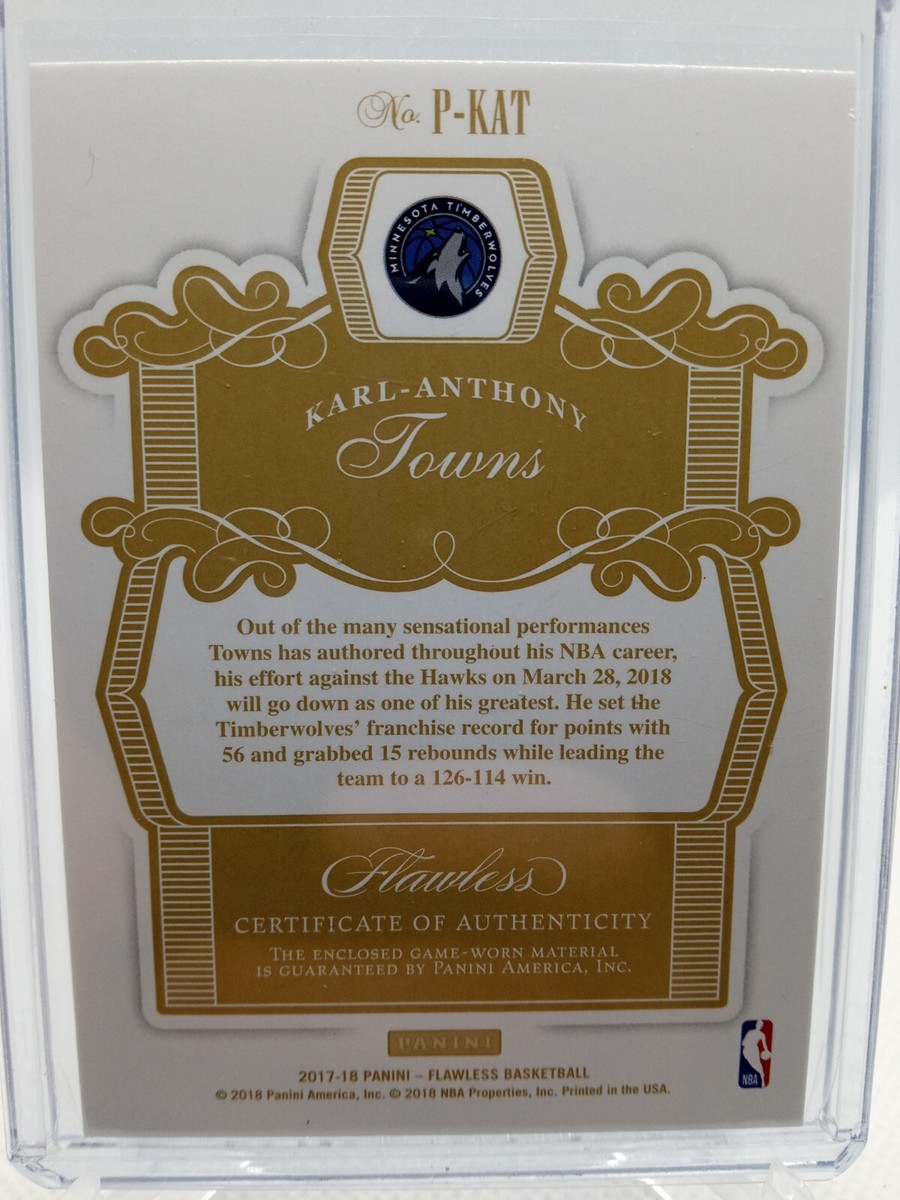 No. P-KAT
MINNESOTA TIMBERWOLVES
KARL-ANTHONY
Towns
Out of the many sensational performances
Towns has authored throughout his NBA career,
his effort against the Hawks on March 28, 2018
will go down as one of his greatest. He set the
Timberwolves' franchise record for points with
56 and grabbed 15 rebounds while leading the
team to a 126-114 win.
Flawless
CERTIFICATE OF AUTHENTICITY
THE ENCLOSED GAME-WORN MATERIAL
IS GUARANTEED BY PANINI AMERICA, INC.
PANINI
NBA
2017-18 PANINI – FLAWLESS BASKETBALL
© 2018 Panini America, Inc. © 2018 NBA Properties, Inc. Printed in the USA.